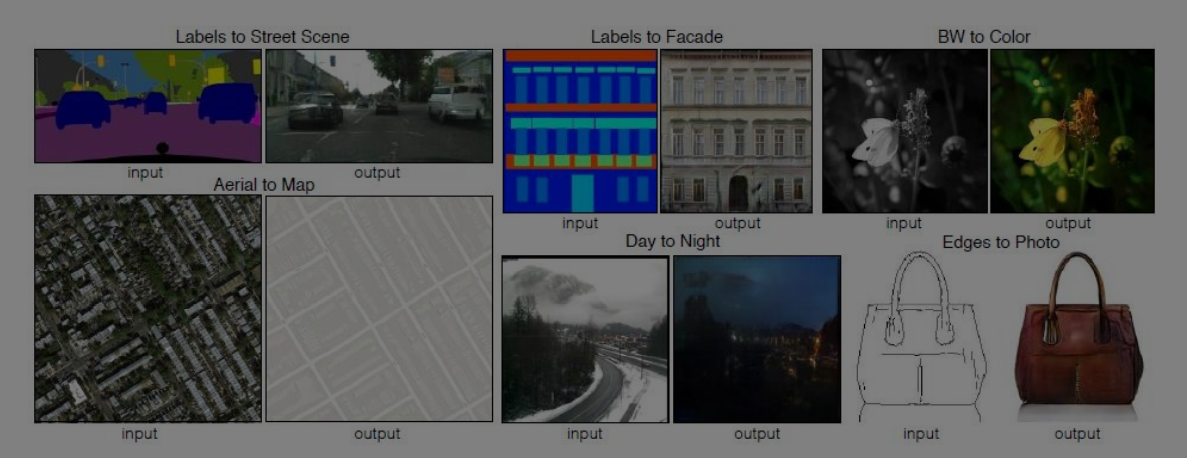 Labels to Street Scene
input
output
Aerial to Map
input
output
Labels to Facade
input
output
BW to Color
input
output
Day to Night
input
output
Edges to Photo
input
output